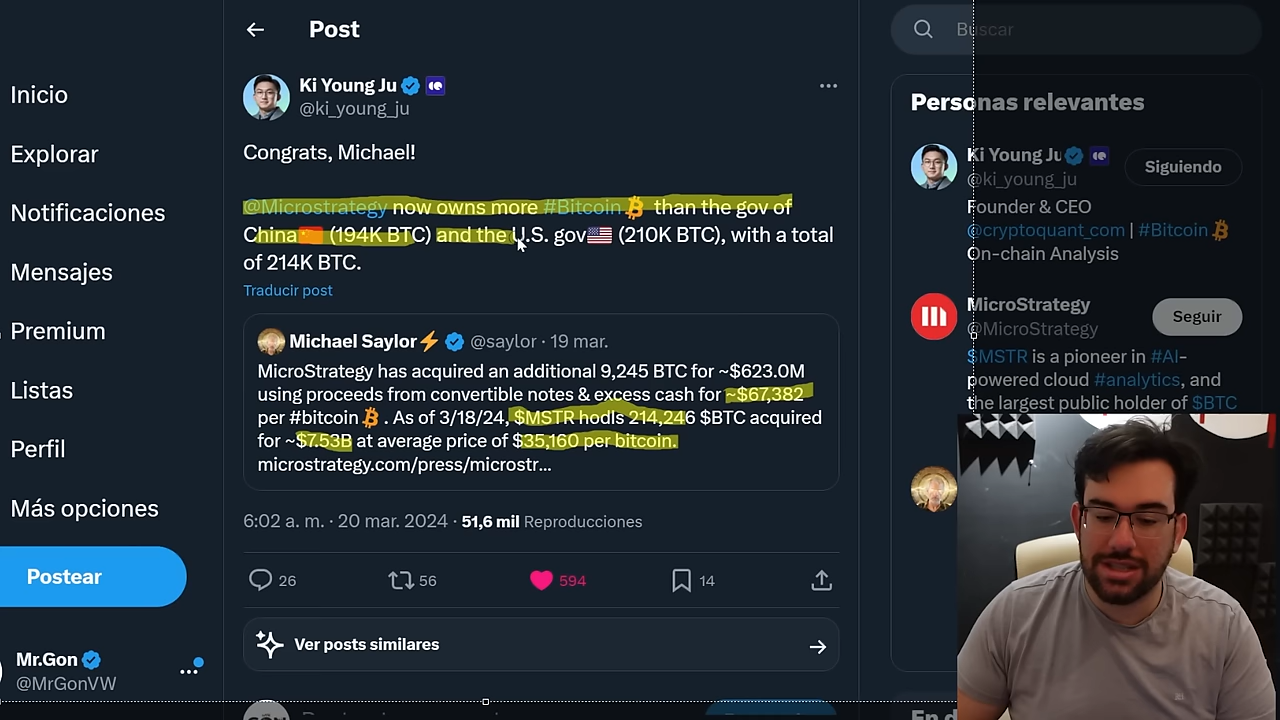 Post
Buscar
Inicio
Explorar
Notificaciones
Mensajes
Premium
Listas
Perfil
Más opciones
Postear
Mr.Gon
@MrGonVW
Ki Young Ju
@ki_young_ju
Congrats, Michael!
@Microstrategy now owns more #Bitcoin than the gov of
China (194K BTC) and the U.S. gov (210K BTC), with a total
of 214K BTC.
Traducir post
Michael Saylor⚡ @saylor · 19 mar.
MicroStrategy has acquired an additional 9,245 BTC for ~$623.0M
using proceeds from convertible notes & excess cash for ~$67,382
per #bitcoin . As of 3/18/24, $MSTR hodls 214,246 $BTC acquired
for ~$7.53B at average price of $35,160 per bitcoin.
microstrategy.com/press/microstr...
6:02 a. m. · 20 mar. 2024 · 51,6 mil Reproducciones
26 56 594 14
Ver posts similares
Personas relevantes
Ki Young Ju
@ki_young_ju
Siguiendo
Founder & CEO
@cryptoquant_com | #Bitcoin
On-chain Analysis
MicroStrategy
@MicroStrategy
Seguir
$MSTR is a pioneer in #AI-
powered cloud #analytics, and
the largest public holder of $BTC